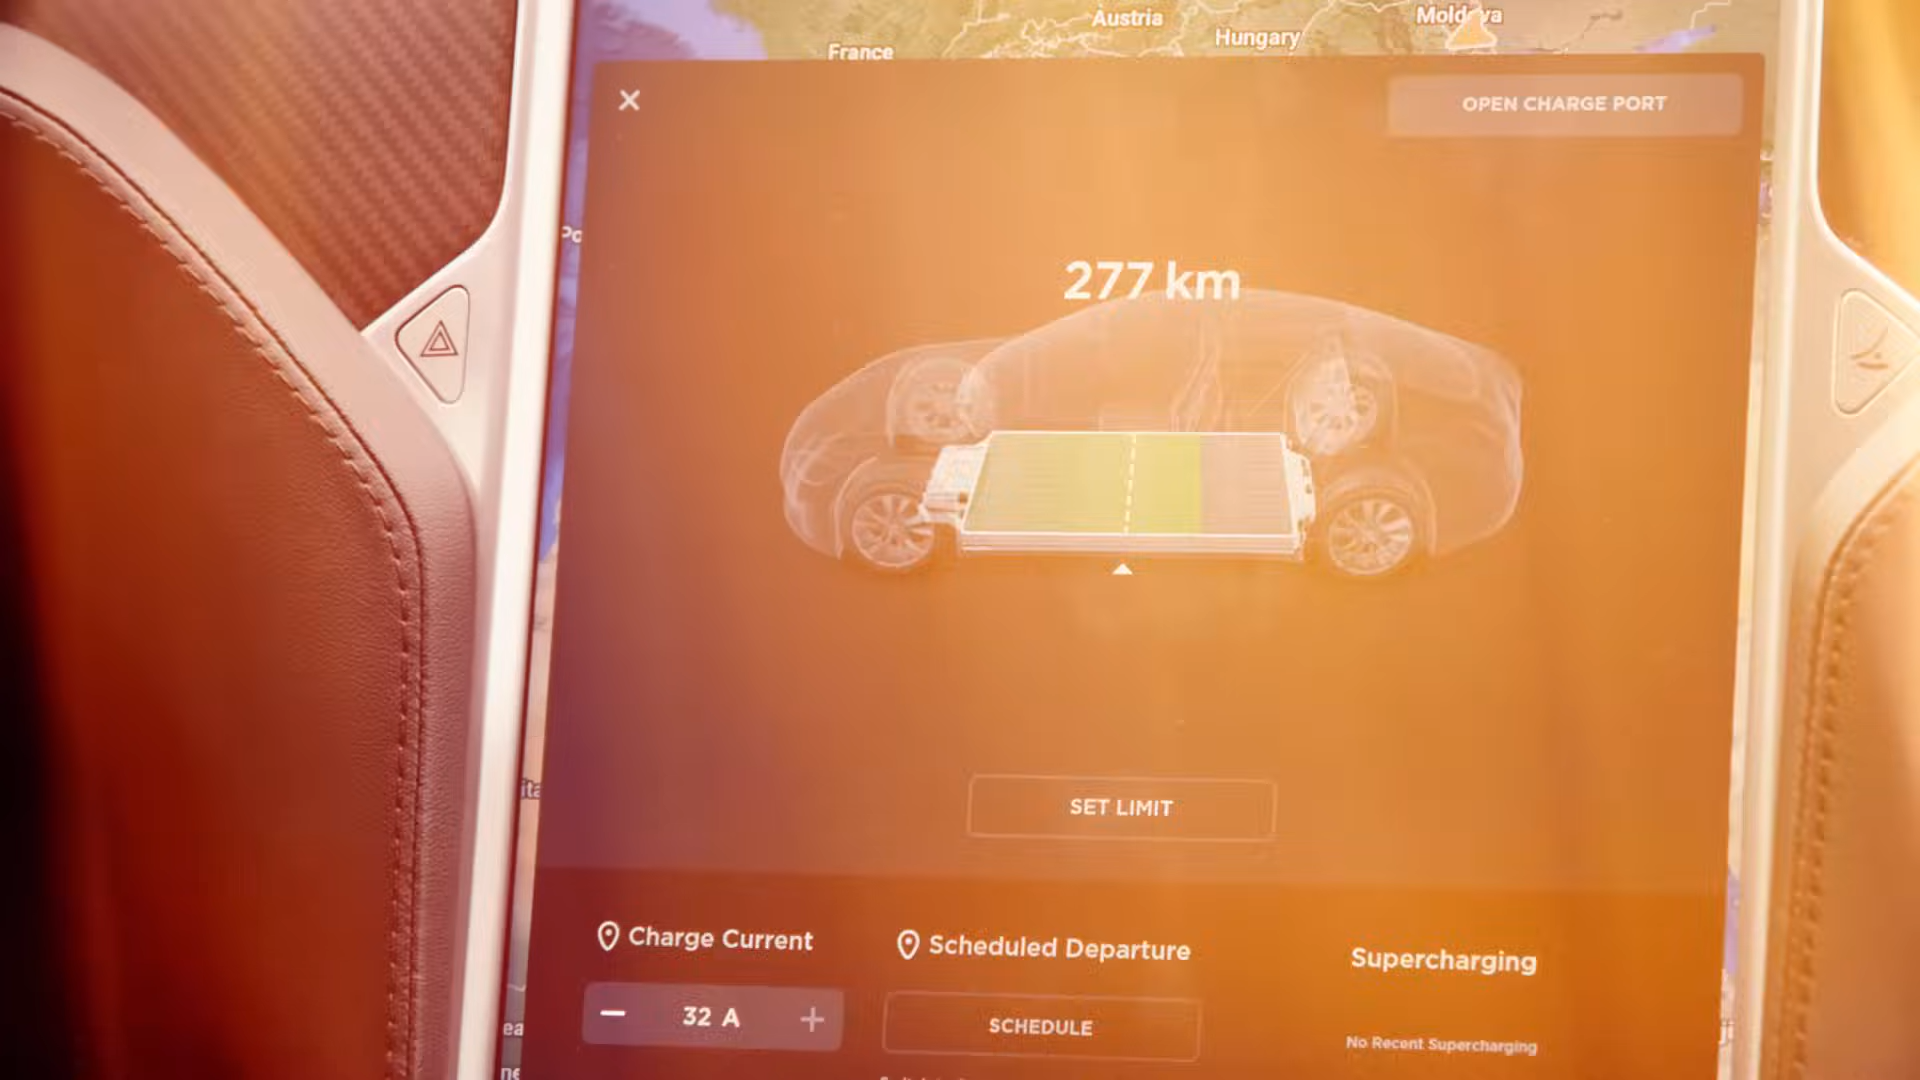 Austria
Moldova
Hungary
France
OPEN CHARGE PORT
277 km
SET LIMIT
Charge Current
Scheduled Departure
Supercharging
32 A
SCHEDULE
No Recent Supercharging